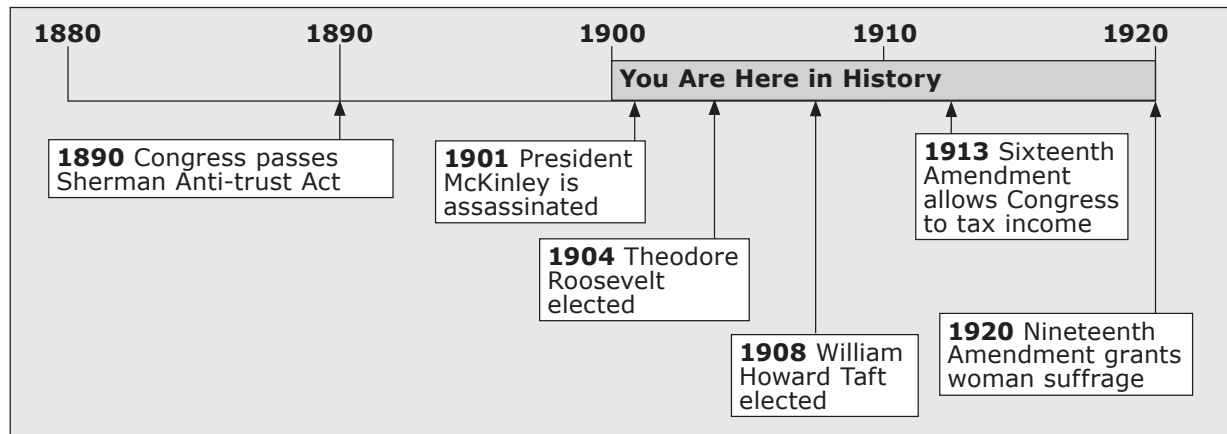 1880 1890 1900 1910 1920
You Are Here in History
1890 Congress passes
Sherman Anti-trust Act
1901 President
McKinley is
assassinated
1904 Theodore
Roosevelt
elected
1908 William
Howard Taft
elected
1913 Sixteenth
Amendment
allows Congress
to tax income
1920 Nineteenth
Amendment grants
woman suffrage